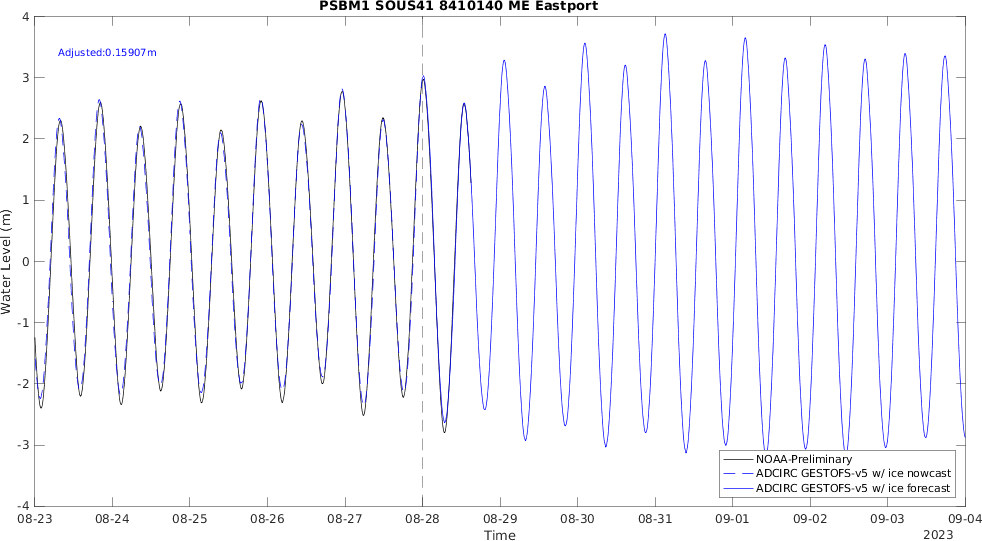 PSBM1 SOUS41 8410140 ME Eastport
4
3
2
1
0
-1
-2
-3
-4
Water Level (m)
Adjusted:0.15907m
NOAA-Preliminary
ADCIRC GESTOFS-v5 w/ ice nowcast
ADCIRC GESTOFS-v5 w/ ice forecast
08-23 08-24 08-25 08-26 08-27 08-28 08-29 08-30 08-31 09-01 09-02 09-03 09-04
Time
2023